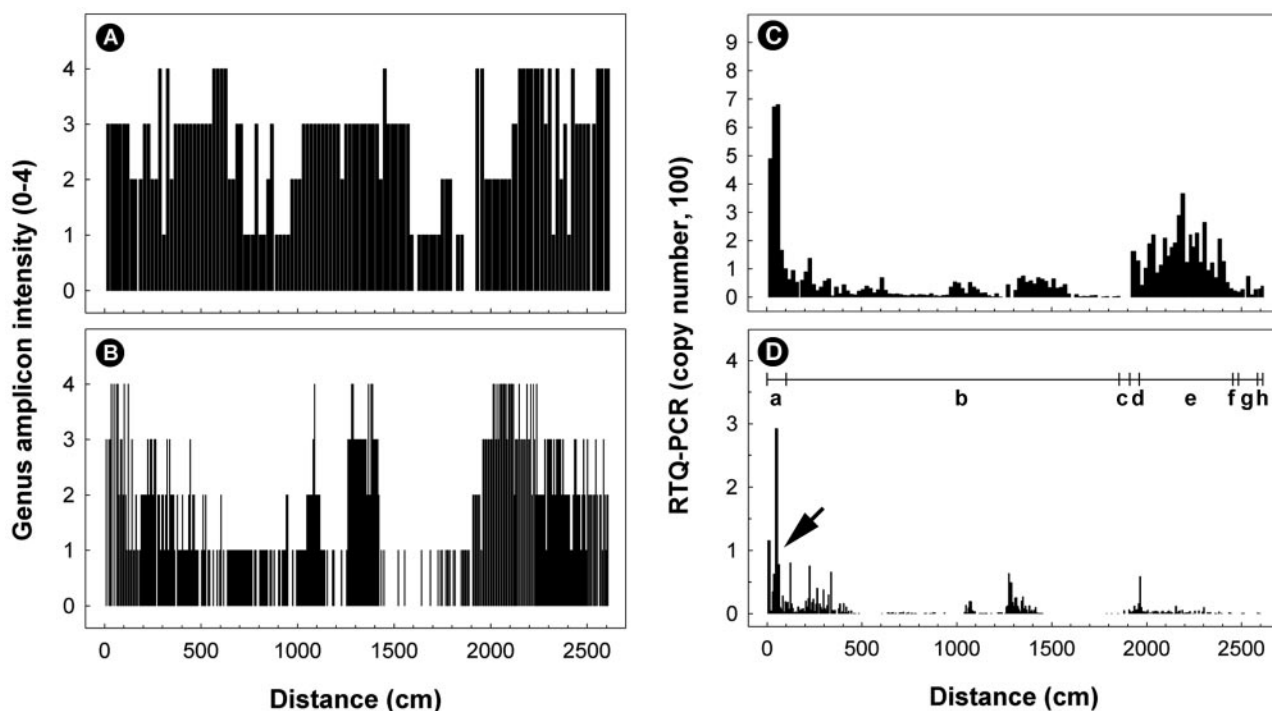 A
4
3
2
1
0
B
4
3
2
1
0
0 500 1000 1500 2000 2500
Distance (cm)
Genus amplicon intensity (0-4)
C
9
8
7
6
5
4
3
2
1
0
D
4
3
2
1
0
a b c d e f g h
0 500 1000 1500 2000 2500
Distance (cm)
RTQ-PCR (copy number, 100)